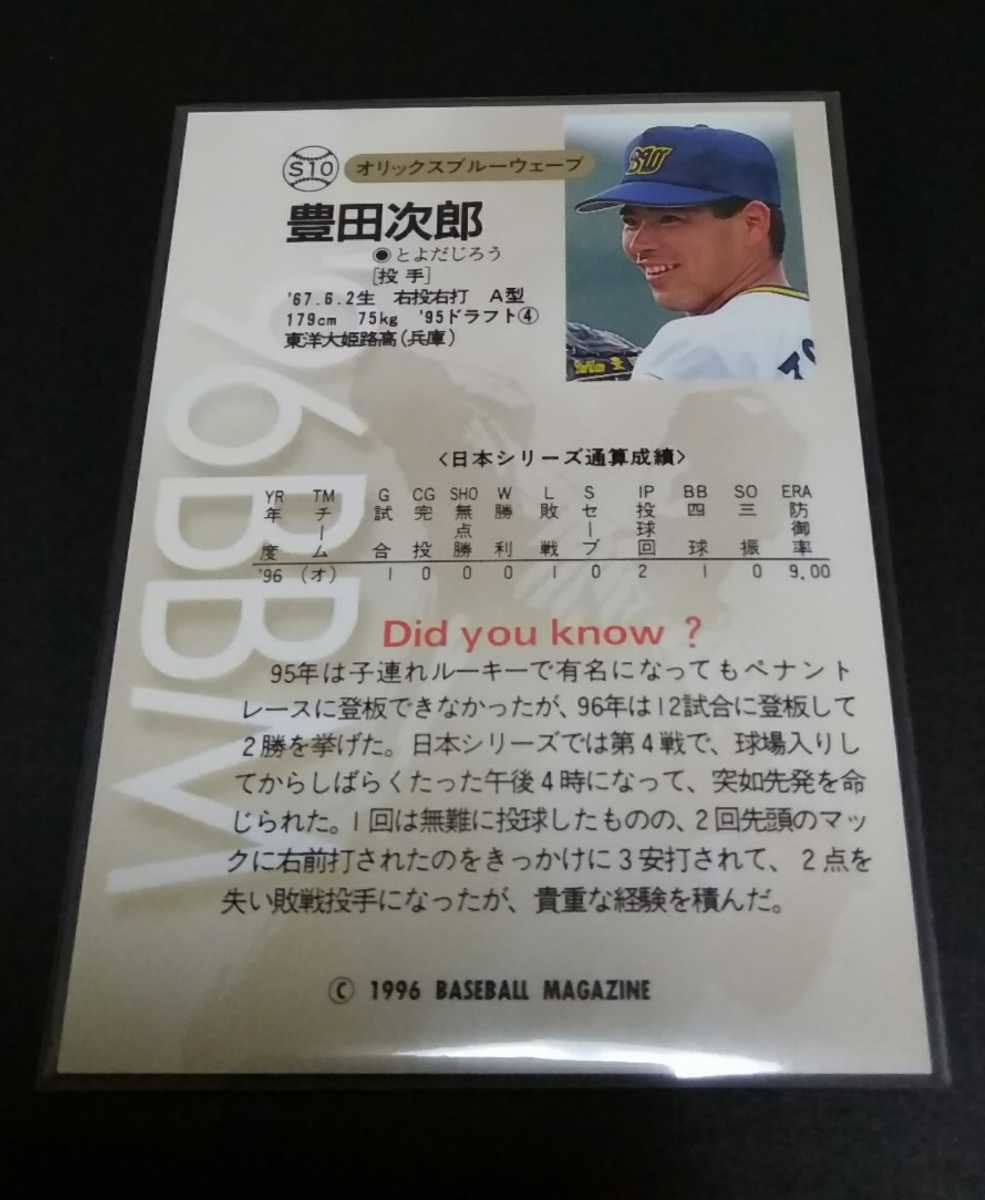 S10
オリックスブルーウェーブ
豊田次郎
◉とよだじろう
[投手]
'67.6.2生 右投右打 A型
179cm 75kg '95ドラフト④
東洋大姫路高(兵庫)
'96BBM
<日本シリーズ通算成績>
YR TM G CG SHO W L S IP BB SO ERA
年度 チーム 試合 完投 無点勝 勝利 敗戦 セーブ 投球回 四球 三振 防御率
'96 (オ) 1 0 0 0 1 0 2 1 0 9.00
Did you know ?
95年は子連れルーキーで有名になってもペナント
レースに登板できなかったが、96年は12試合に登板して
2勝を挙げた。日本シリーズでは第4戦で、球場入りし
てからしばらくたった午後4時になって、突如先発を命
じられた。1回は無難に投球したものの、2回先頭のマッ
クに右前打されたのをきっかけに3安打されて、2点を
失い敗戦投手になったが、貴重な経験を積んだ。
© 1996 BASEBALL MAGAZINE